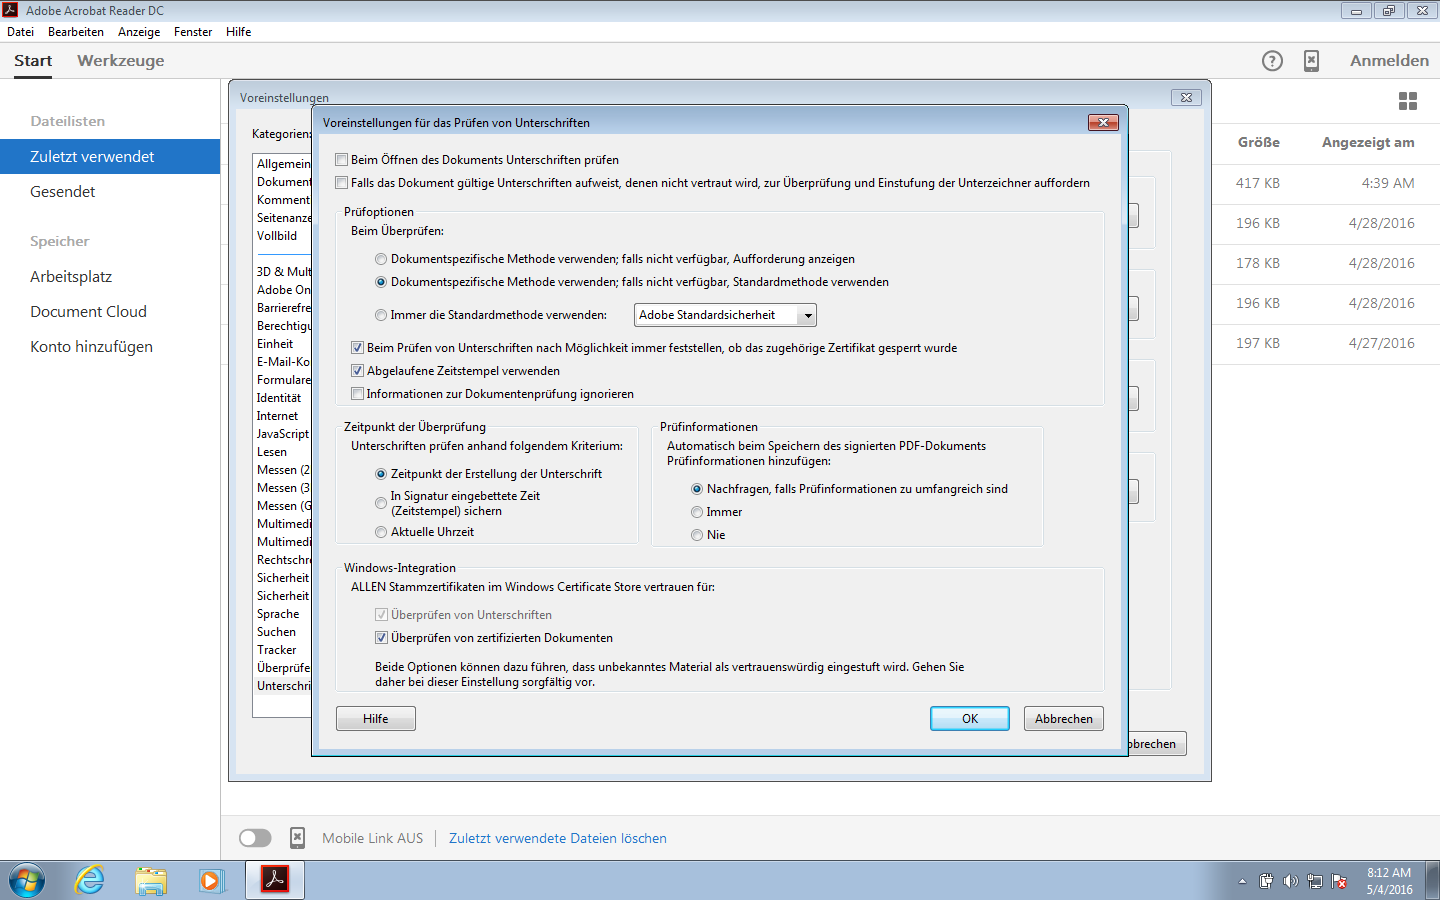 Adobe Acrobat Reader DC
Datei Bearbeiten Anzeige Fenster Hilfe
Start Werkzeuge
? Anmelden
Dateilisten
Zuletzt verwendet
Gesendet
Speicher
Arbeitsplatz
Document Cloud
Konto hinzufügen
Größe Angezeigt am
417 KB 4:39 AM
196 KB 4/28/2016
178 KB 4/28/2016
196 KB 4/28/2016
197 KB 4/27/2016
Voreinstellungen
Kategorien:
Allgemein
Dokument
Komment
Seitenanze
Vollbild
3D & Mult
Adobe On
Barrierefre
Berechtigu
Einheit
E-Mail-Ko
Formulare
Identität
Internet
JavaScript
Lesen
Messen (2
Messen (3
Messen (G
Multimedi
Multimedi
Rechtschre
Sicherheit
Sicherheit
Sprache
Suchen
Tracker
Überprüfe
Unterschri
bbrechen
Voreinstellungen für das Prüfen von Unterschriften
Beim Öffnen des Dokuments Unterschriften prüfen
Falls das Dokument gültige Unterschriften aufweist, denen nicht vertraut wird, zur Überprüfung und Einstufung der Unterzeichner auffordern
Prüfoptionen
Beim Überprüfen:
Dokumentspezifische Methode verwenden; falls nicht verfügbar, Aufforderung anzeigen
Dokumentspezifische Methode verwenden; falls nicht verfügbar, Standardmethode verwenden
Immer die Standardmethode verwenden: Adobe Standardsicherheit
Beim Prüfen von Unterschriften nach Möglichkeit immer feststellen, ob das zugehörige Zertifikat gesperrt wurde
Abgelaufene Zeitstempel verwenden
Informationen zur Dokumentenprüfung ignorieren
Zeitpunkt der Überprüfung
Unterschriften prüfen anhand folgendem Kriterium:
Zeitpunkt der Erstellung der Unterschrift
In Signatur eingebettete Zeit
(Zeitstempel) sichern
Aktuelle Uhrzeit
Prüfinformationen
Automatisch beim Speichern des signierten PDF-Dokuments
Prüfinformationen hinzufügen:
Nachfragen, falls Prüfinformationen zu umfangreich sind
Immer
Nie
Windows-Integration
ALLEN Stammzertifikaten im Windows Certificate Store vertrauen für:
Überprüfen von Unterschriften
Überprüfen von zertifizierten Dokumenten
Beide Optionen können dazu führen, dass unbekanntes Material als vertrauenswürdig eingestuft wird. Gehen Sie
daher bei dieser Einstellung sorgfältig vor.
Hilfe OK Abbrechen
Mobile Link AUS Zuletzt verwendete Dateien löschen
8:12 AM
5/4/2016